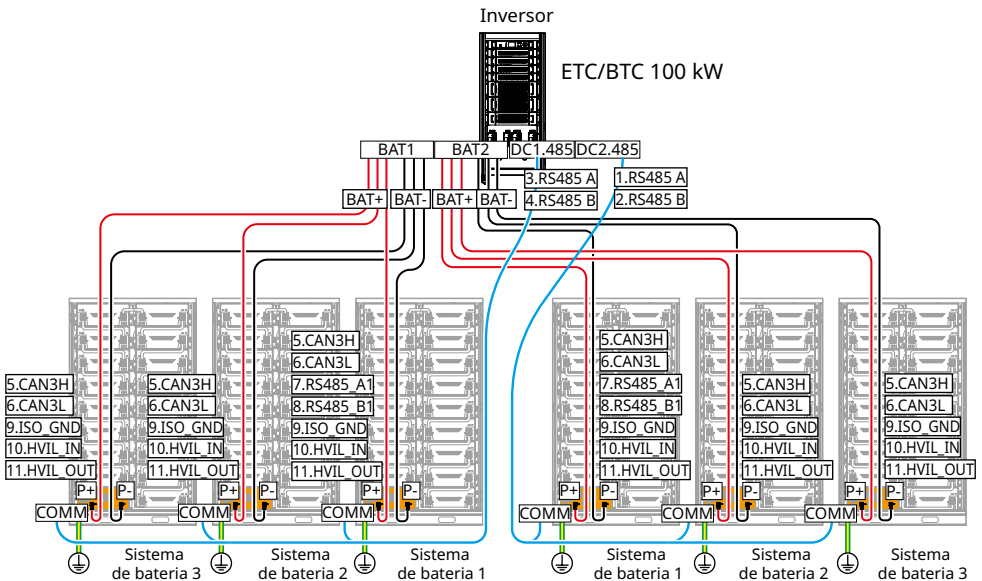 Inversor
ETC/BTC 100 kW
BAT1
BAT2
DC1.485
DC2.485
3.RS485 A
4.RS485 B
1.RS485 A
2.RS485 B
BAT+
BAT-
BAT+
BAT-
5.CAN3H
6.CAN3L
9.ISO_GND
10.HVIL_IN
11.HVIL_OUT
P+
P-
COMM
Sistema
de bateria 3
5.CAN3H
6.CAN3L
9.ISO_GND
10.HVIL_IN
11.HVIL_OUT
P+
P-
COMM
Sistema
de bateria 2
5.CAN3H
6.CAN3L
7.RS485_A1
8.RS485_B1
9.ISO_GND
10.HVIL_IN
11.HVIL_OUT
P+
P-
COMM
Sistema
de bateria 1
5.CAN3H
6.CAN3L
7.RS485_A1
8.RS485_B1
9.ISO_GND
10.HVIL_IN
11.HVIL_OUT
P+
P-
COMM
Sistema
de bateria 1
5.CAN3H
6.CAN3L
9.ISO_GND
10.HVIL_IN
11.HVIL_OUT
P+
P-
COMM
Sistema
de bateria 2
5.CAN3H
6.CAN3L
9.ISO_GND
10.HVIL_IN
11.HVIL_OUT
P+
P-
COMM
Sistema
de bateria 3